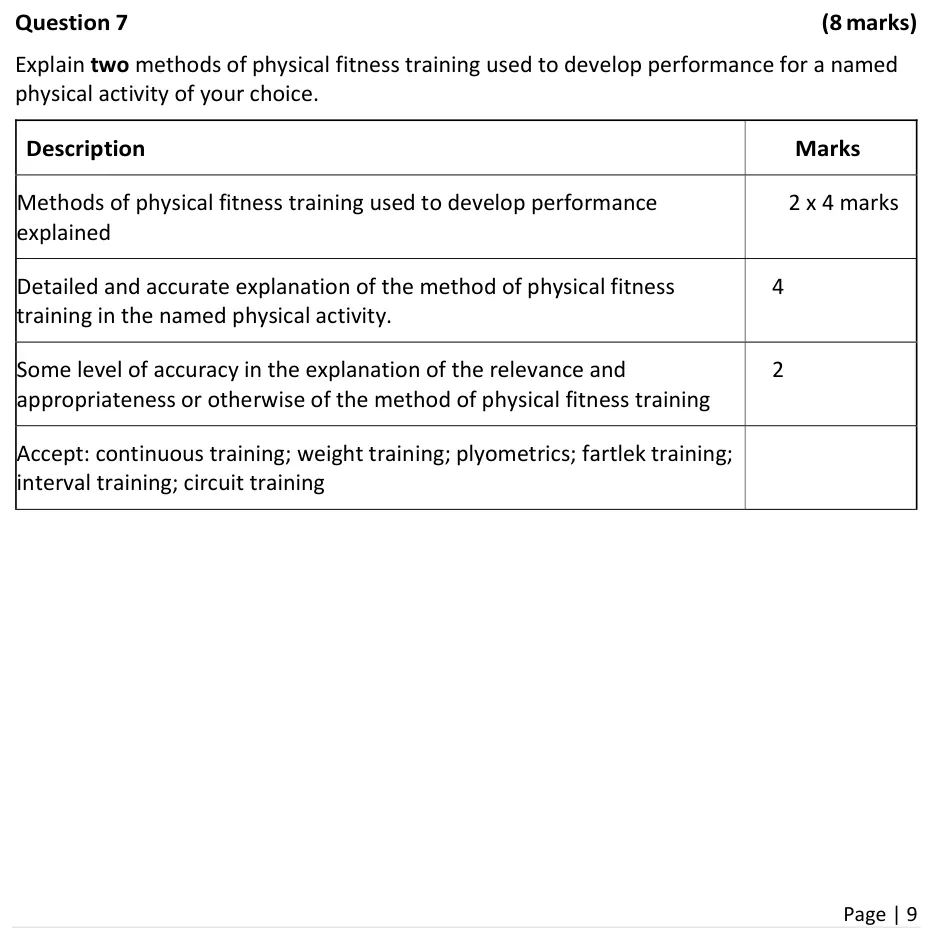 Question 7 (8 marks)
Explain two methods of physical fitness training used to develop performance for a named
physical activity of your choice.
Description Marks
Methods of physical fitness training used to develop performance 2 x 4 marks
explained
Detailed and accurate explanation of the method of physical fitness 4
training in the named physical activity.
Some level of accuracy in the explanation of the relevance and 2
appropriateness or otherwise of the method of physical fitness training
Accept: continuous training; weight training; plyometrics; fartlek training;
interval training; circuit training
Page | 9